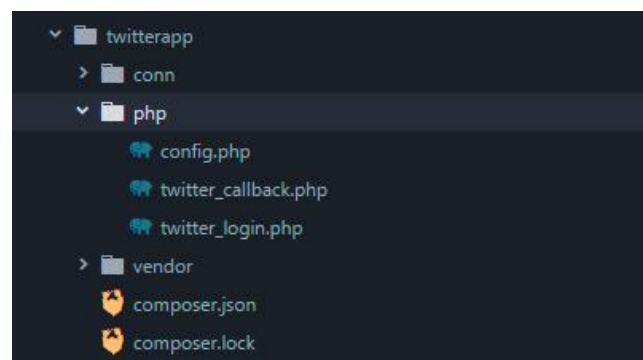 twitterapp
conn
php
config.php
twitter_callback.php
twitter_login.php
vendor
composer.json
composer.lock